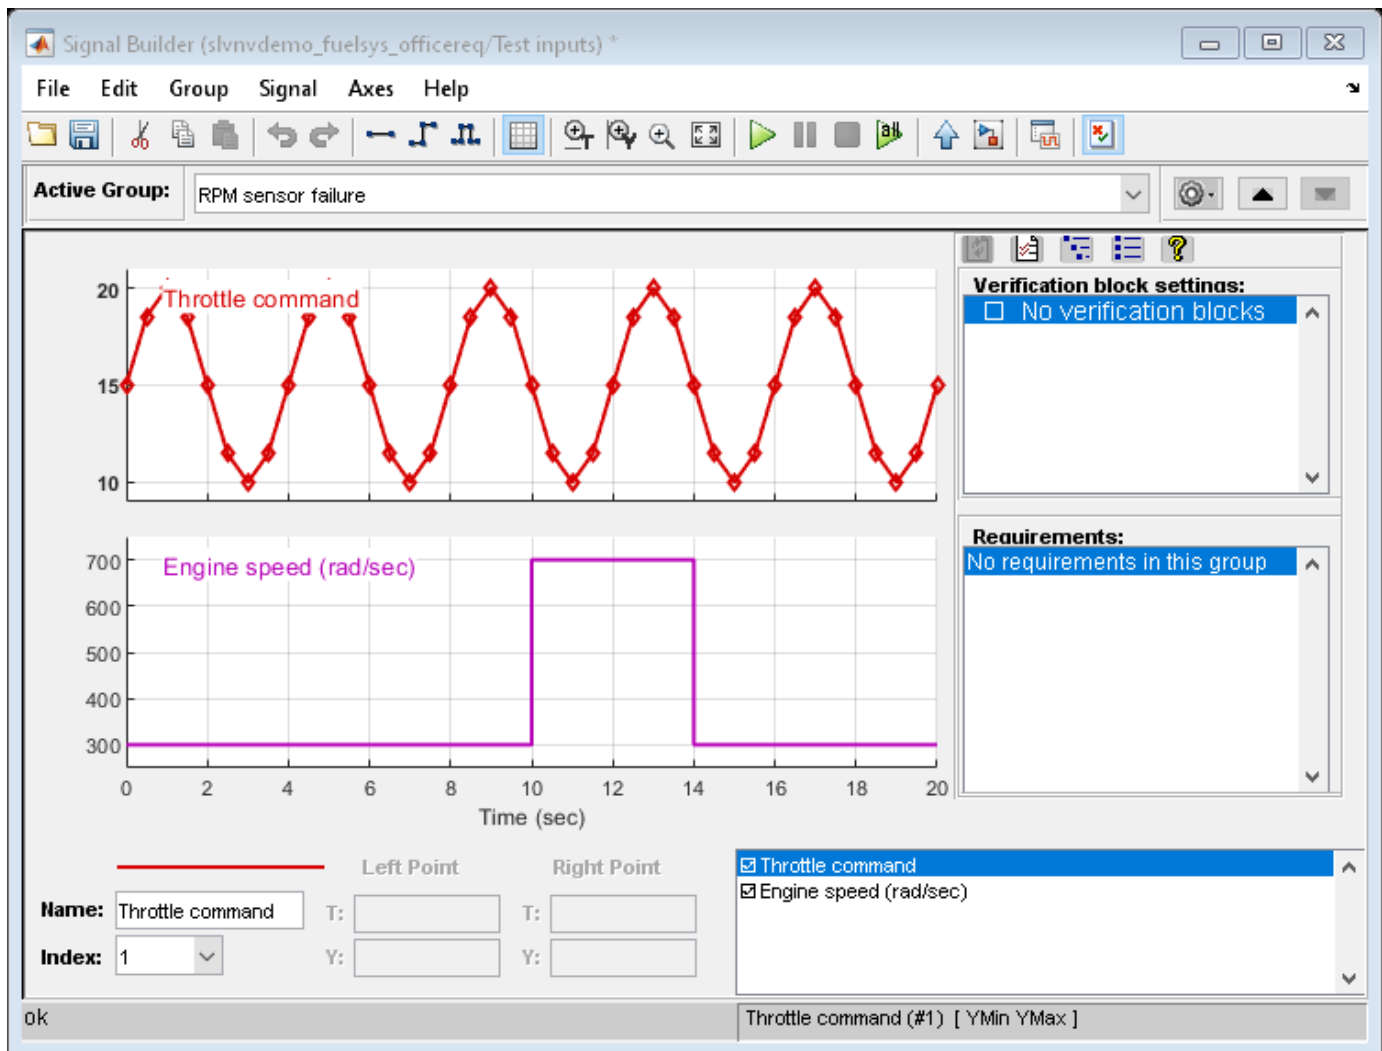 Signal Builder (slvnvdemo_fuelsys_officereq/Test inputs) *
File Edit Group Signal Axes Help
Active Group: RPM sensor failure
Verification block settings:
No verification blocks
20
15
10
Throttle command
Requirements:
No requirements in this group
700
600
500
400
300
Engine speed (rad/sec)
0 2 4 6 8 10 12 14 16 18 20
Time (sec)
Left Point Right Point
Name: Throttle command T: T:
Index: 1 Y: Y:
Throttle command
Engine speed (rad/sec)
ok
Throttle command (#1) [ YMin YMax ]